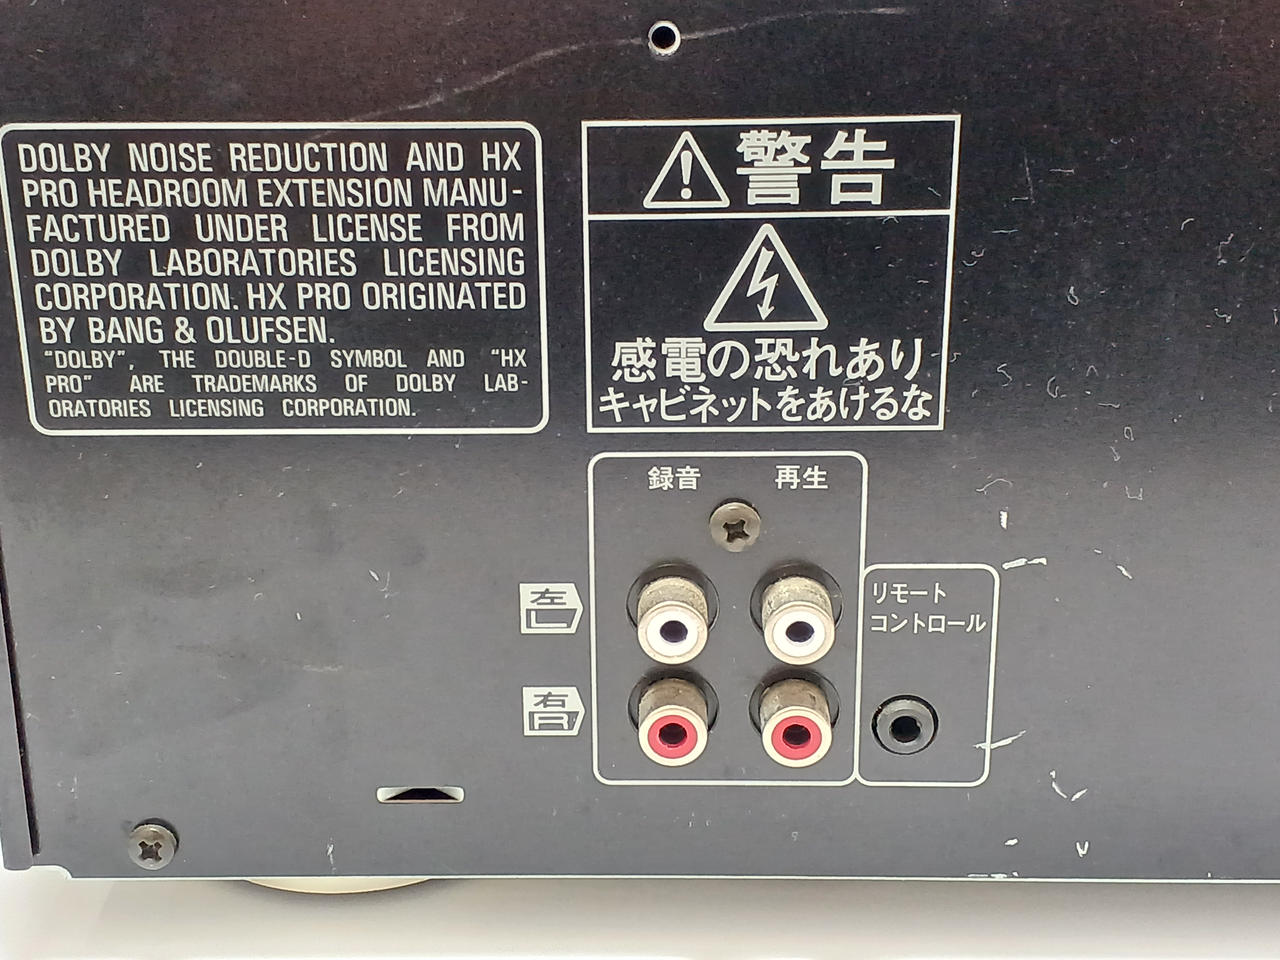 DOLBY NOISE REDUCTION AND HX
PRO HEADROOM EXTENSION MANU-
FACTURED UNDER LICENSE FROM
DOLBY LABORATORIES LICENSING
CORPORATION. HX PRO ORIGINATED
BY BANG & OLUFSEN.
"DOLBY", THE DOUBLE-D SYMBOL AND "HX
PRO" ARE TRADEMARKS OF DOLBY LAB-
ORATORIES LICENSING CORPORATION.
警告
感電の恐れあり
キャビネットをあけるな
録音 再生
左
L
右
R
リモート
コントロール